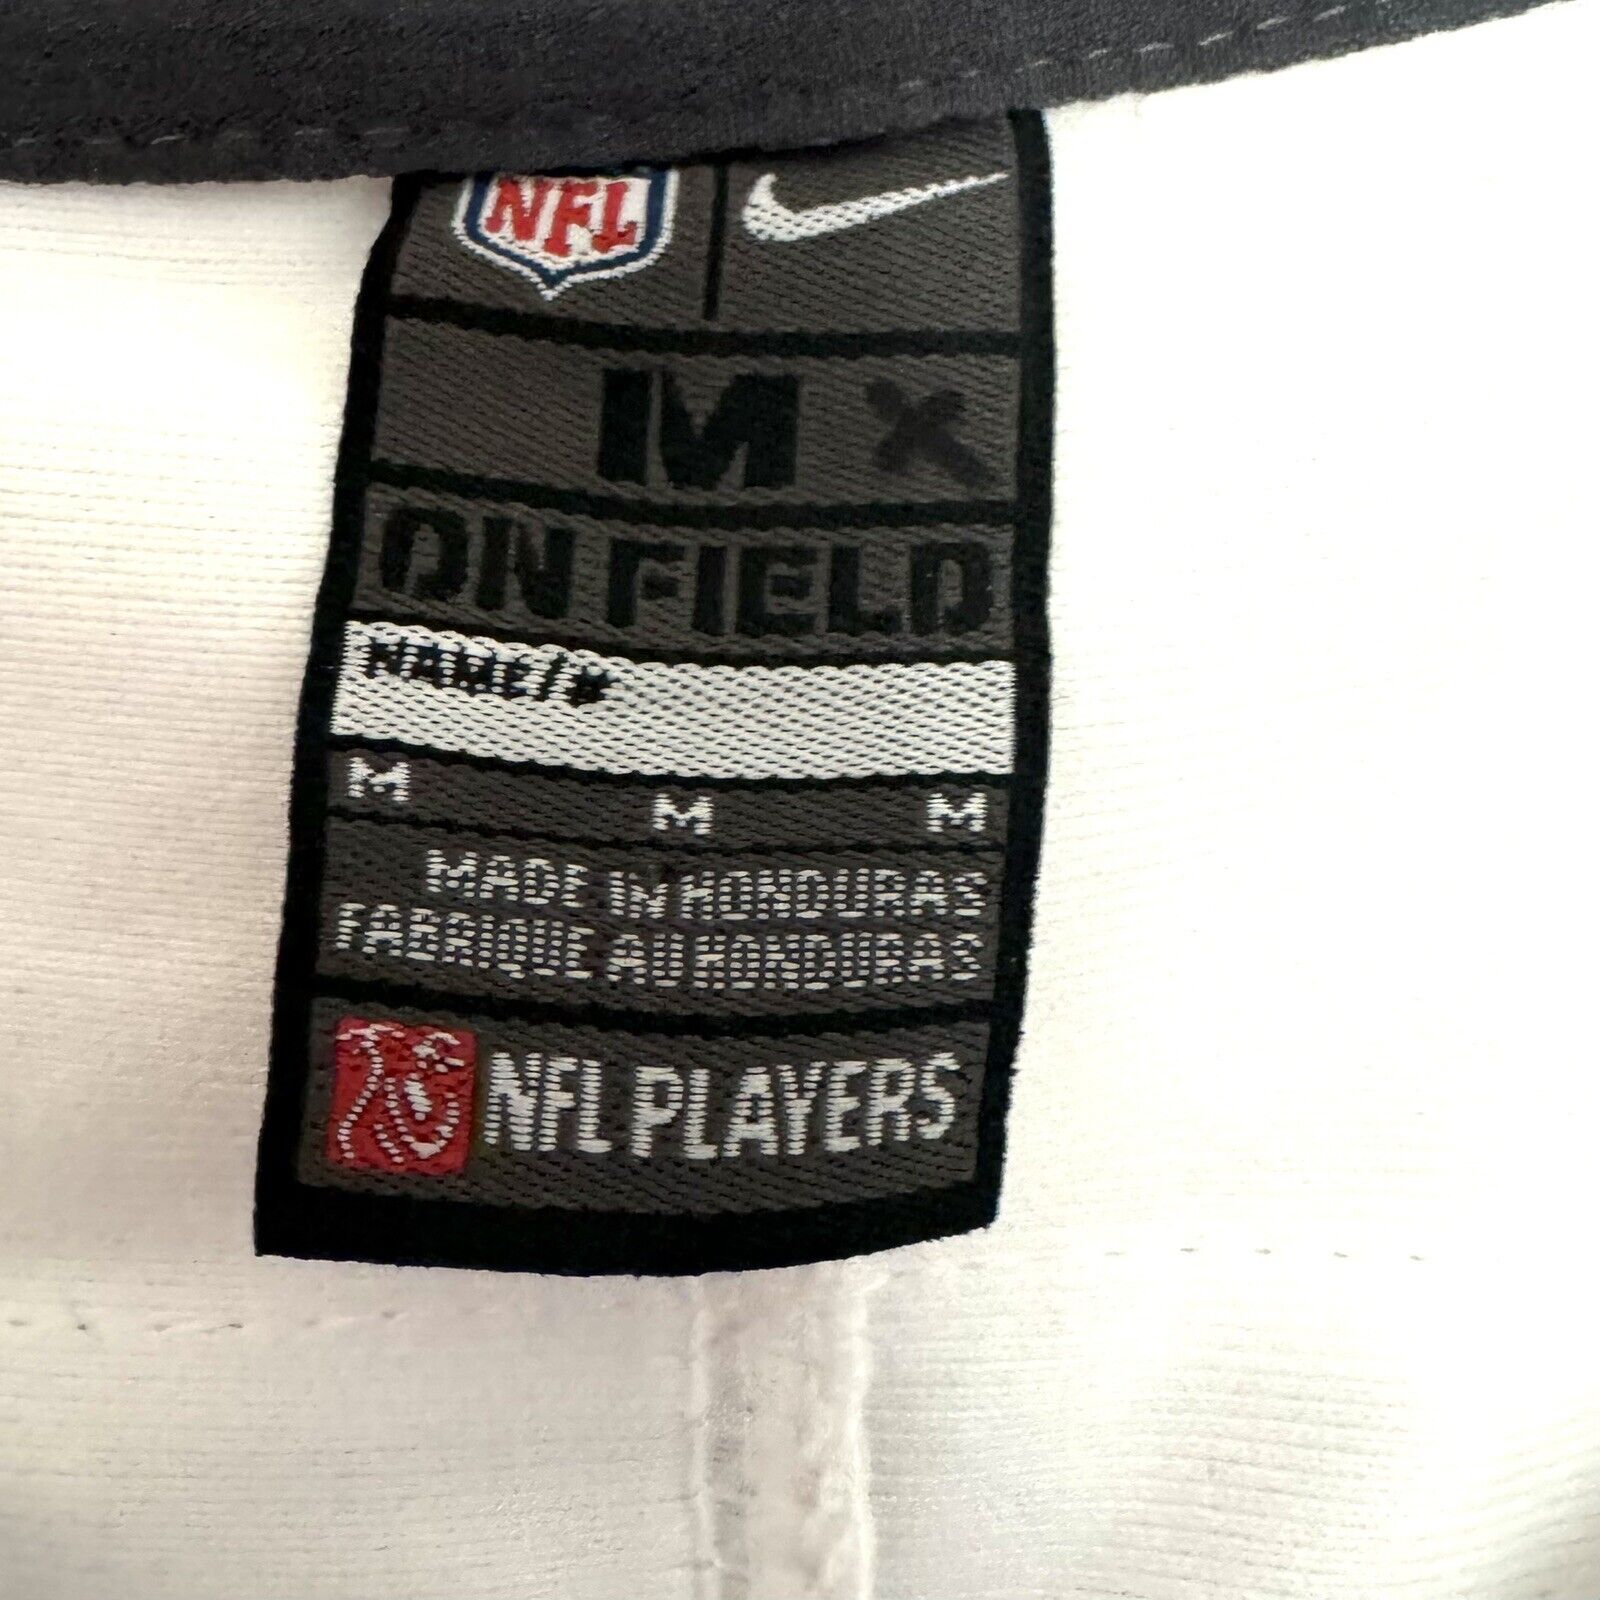 NFL
M X
ON FIELD
NAME/#
M M M
MADE IN HONDURAS
FABRIQUE AU HONDURAS
NFL PLAYERS